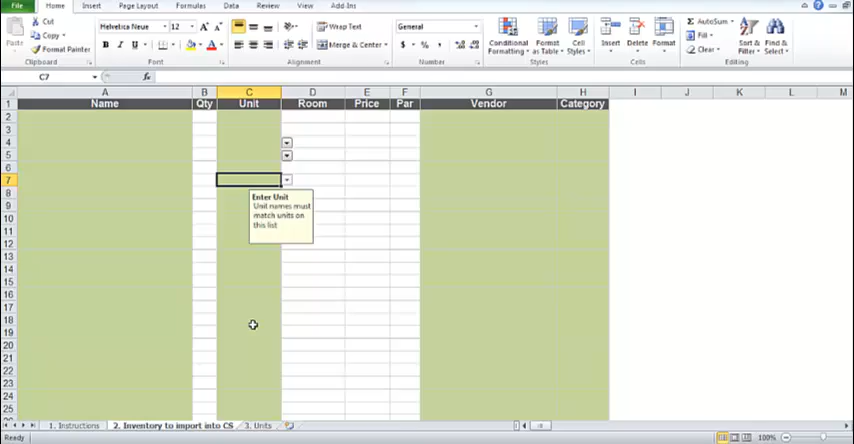 File Home Insert Page Layout Formulas Data Review View Add-Ins
Cut
Copy
Format Painter
Paste
Clipboard
Helvetica Neue 12
B I U
Font
Wrap Text
Merge & Center
Alignment
General
$ % ,
Number
Conditional Formatting
Format as Table
Cell Styles
Styles
Insert Delete Format
Cells
AutoSum
Fill
Clear
Sort & Filter
Find & Select
Editing
C7 fx
A B C D E F G H I J K L M
1 Name Qty Unit Room Price Par Vendor Category
2
3
4
5
6
7
8
9
10
11
12
13
14
15
16
17
18
19
20
21
22
23
24
25
Enter Unit
Unit names must
match units on
this list
1. Instructions 2. Inventory to import into CS 3. Units
Ready 100%